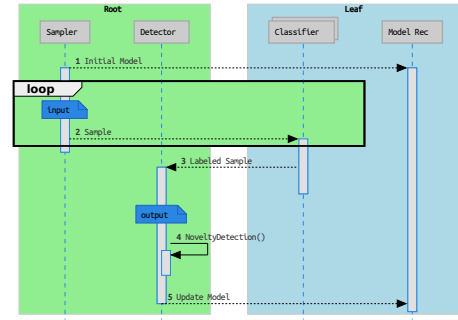 Root
Leaf
Sampler
Detector
Classifier
Model Rec
1 Initial Model
loop
input
2 Sample
3 Labeled Sample
output
4 NoveltyDetection()
5 Update Model